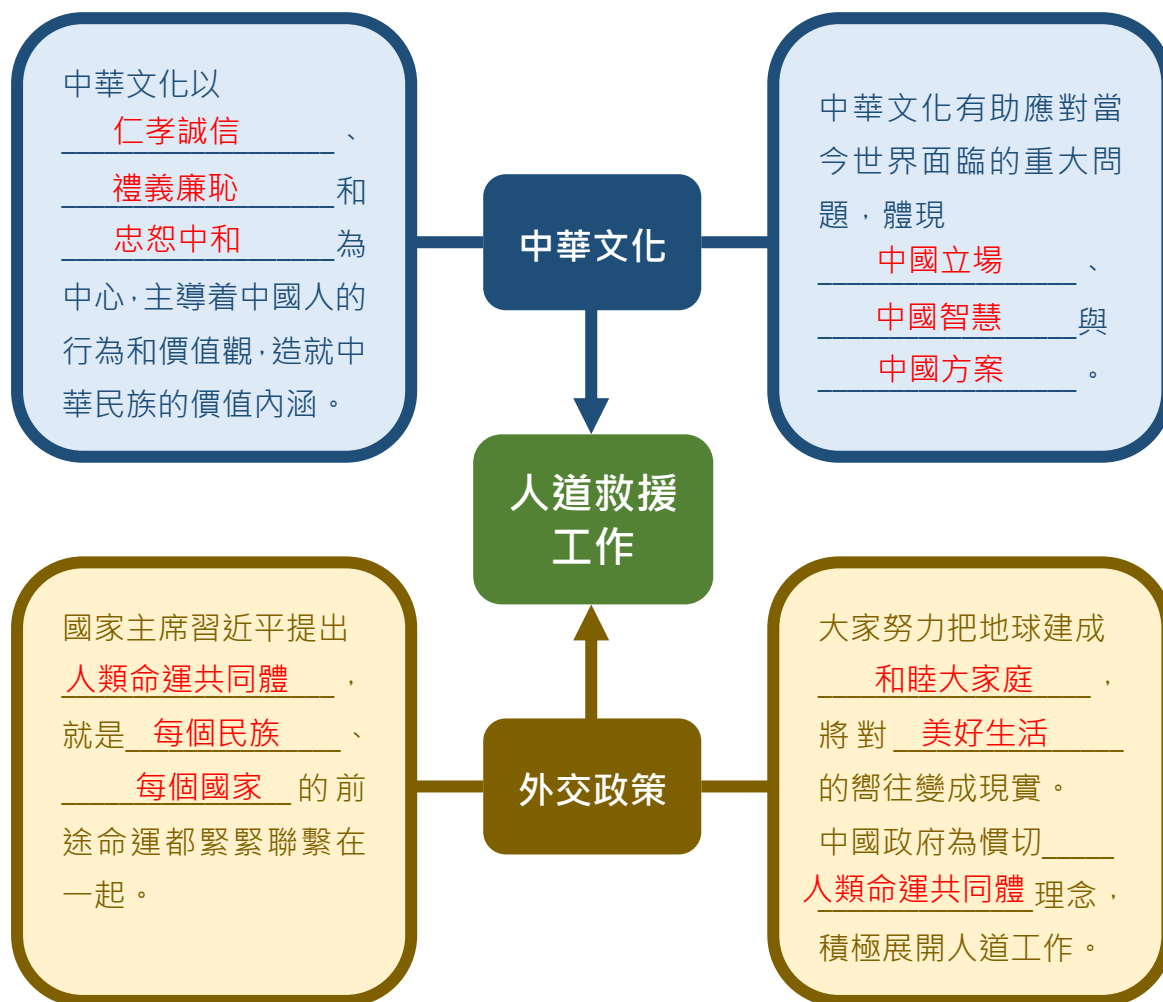 中華文化以
仁孝誠信、
禮義廉恥和
忠恕中和為
中心，主導着中國人的
行為和價值觀，造就中
華民族的價值內涵。
中華文化
中華文化有助應對當
今世界面臨的重大問
題，體現
中國立場、
中國智慧與
中國方案。
人道救援
工作
國家主席習近平提出
人類命運共同體，
就是每個民族、
每個國家的前
途命運都緊緊聯繫在
一起。
外交政策
大家努力把地球建成
和睦大家庭，
將對美好生活
的嚮往變成現實。
中國政府為慣切_____
人類命運共同體理念，
積極展開人道工作。